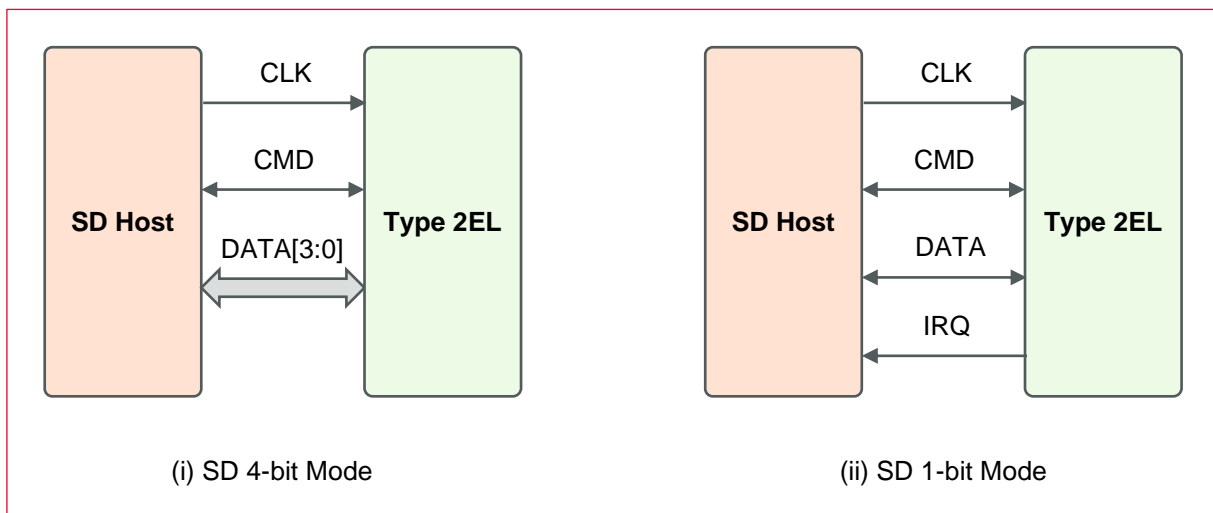 CLK
CMD
SD Host
Type 2EL
DATA[3:0]
(i) SD 4-bit Mode
CLK
CMD
SD Host
Type 2EL
DATA
IRQ
(ii) SD 1-bit Mode